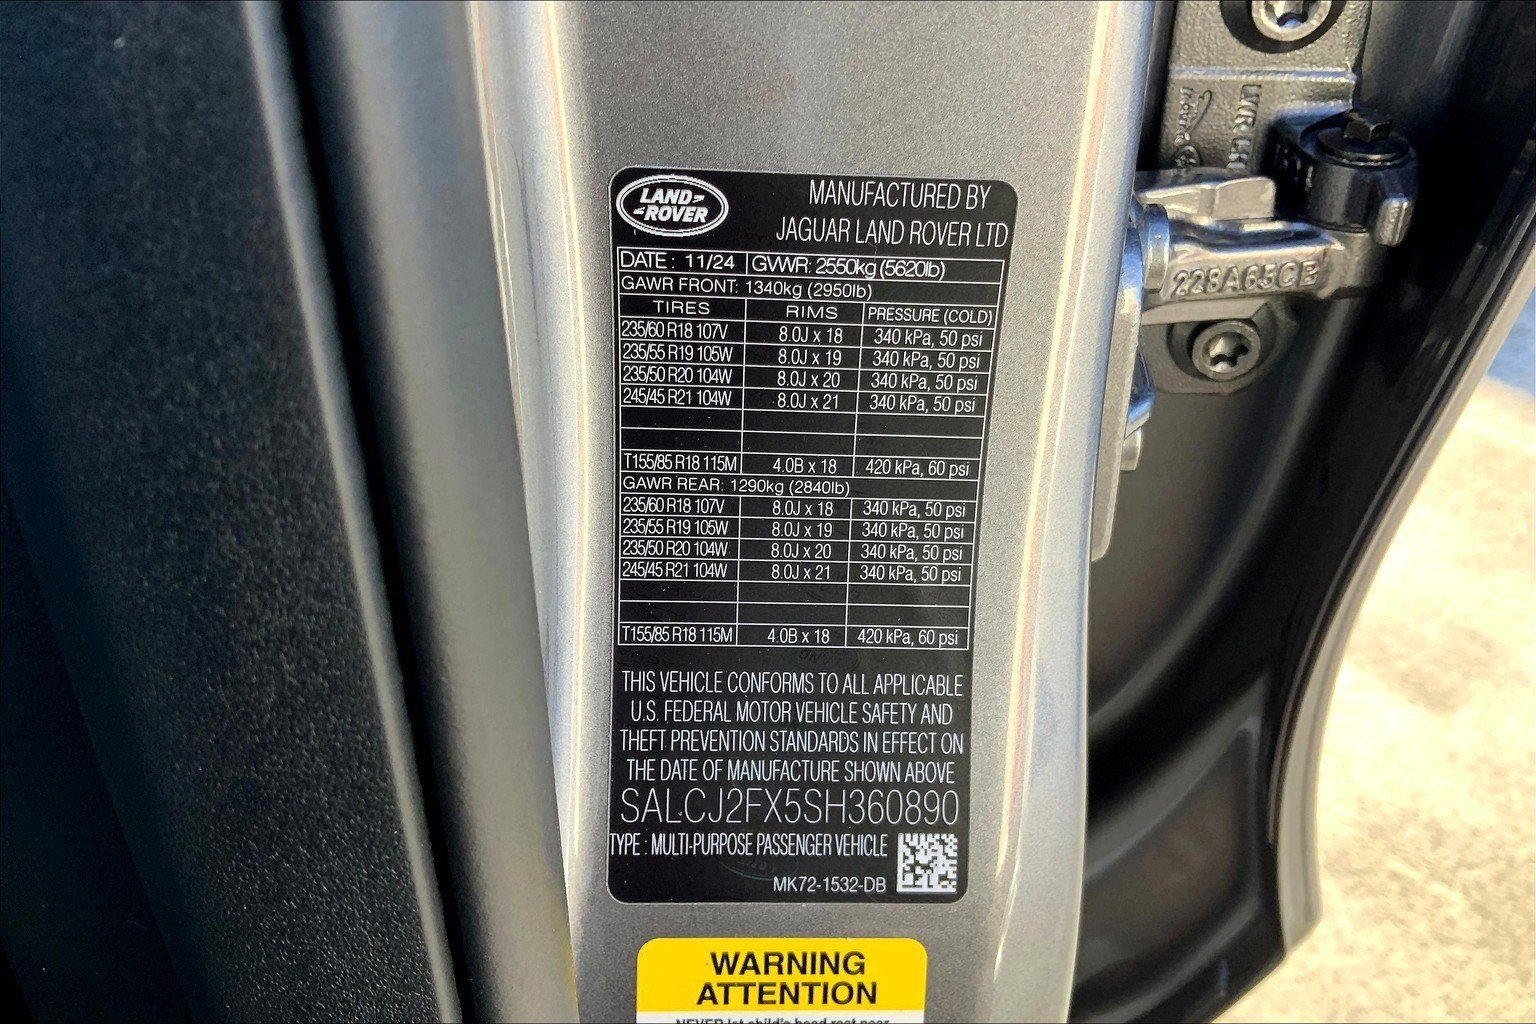 LAND ROVER
MANUFACTURED BY
JAGUAR LAND ROVER LTD
DATE: 11/24 GVWR: 2550kg (5620lb)
GAWR FRONT: 1340kg (2950lb)
TIRES RIMS PRESSURE (COLD)
235/60 R18 107V 8.0J x 18 340 kPa, 50 psi
235/55 R19 105W 8.0J x 19 340 kPa, 50 psi
235/50 R20 104W 8.0J x 20 340 kPa, 50 psi
245/45 R21 104W 8.0J x 21 340 kPa, 50 psi
T155/85 R18 115M 4.0B x 18 420 kPa, 60 psi
GAWR REAR: 1290kg (2840lb)
235/60 R18 107V 8.0J x 18 340 kPa, 50 psi
235/55 R19 105W 8.0J x 19 340 kPa, 50 psi
235/50 R20 104W 8.0J x 20 340 kPa, 50 psi
245/45 R21 104W 8.0J x 21 340 kPa, 50 psi
T155/85 R18 115M 4.0B x 18 420 kPa, 60 psi
THIS VEHICLE CONFORMS TO ALL APPLICABLE
U.S. FEDERAL MOTOR VEHICLE SAFETY AND
THEFT PREVENTION STANDARDS IN EFFECT ON
THE DATE OF MANUFACTURE SHOWN ABOVE
SALCJ2FX5SH360890
TYPE : MULTI-PURPOSE PASSENGER VEHICLE
MK72-1532-DB
WARNING
ATTENTION
NEVER let child's head rest near
228A65CE